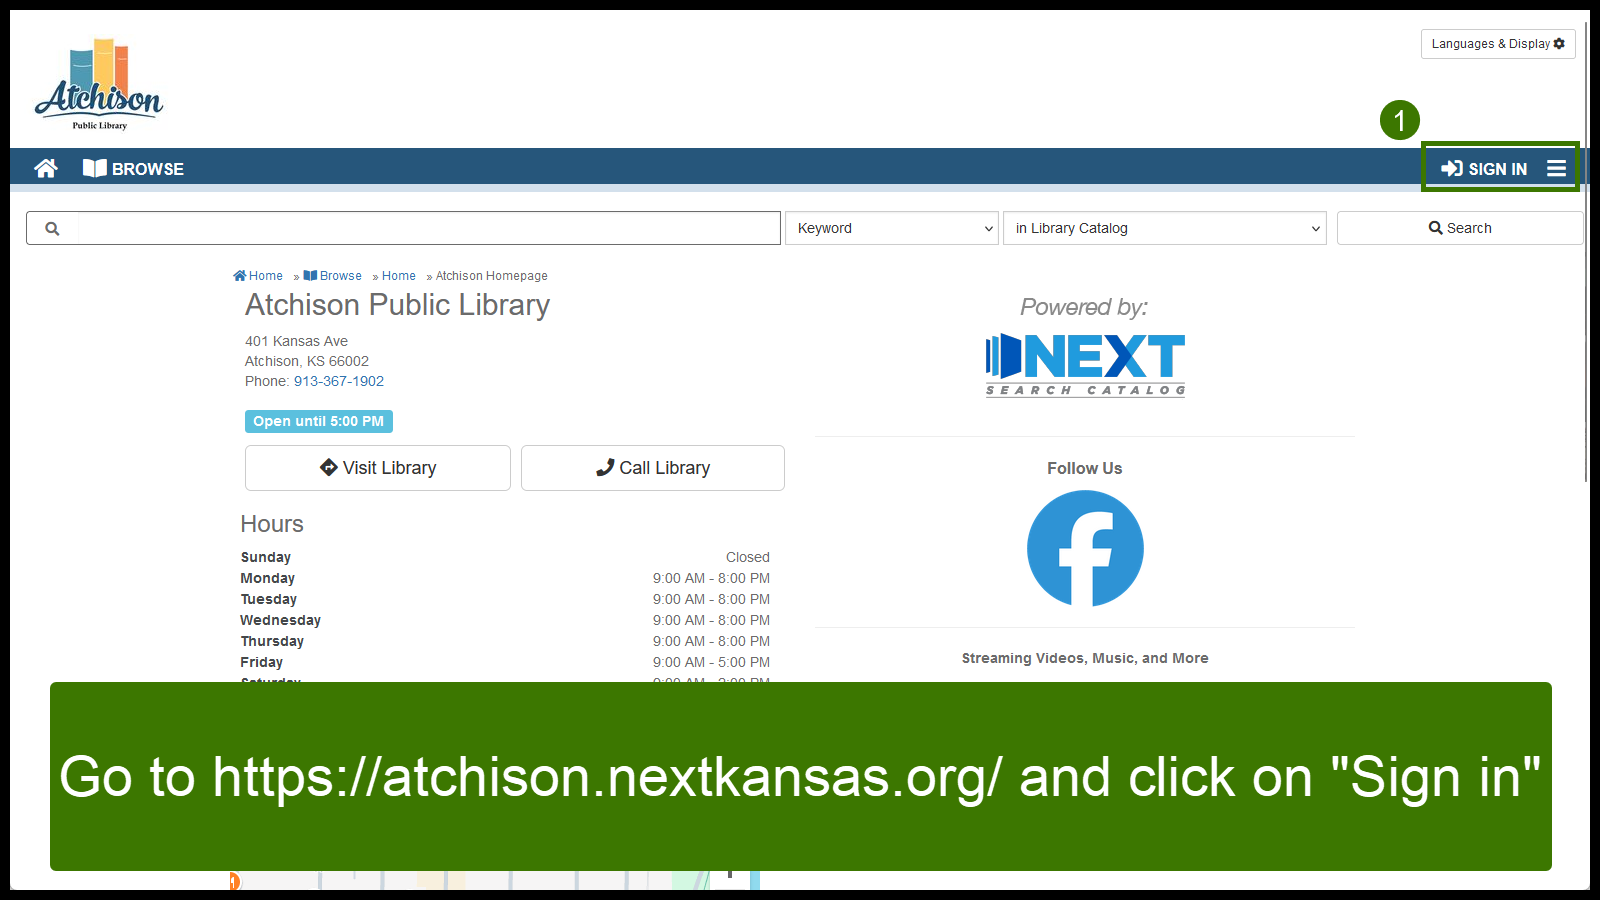 Atchison
Public Library
Languages & Display
1
BROWSE
SIGN IN
Keyword
in Library Catalog
Search
Home » Browse » Home » Atchison Homepage
Atchison Public Library
401 Kansas Ave
Atchison, KS 66002
Phone: 913-367-1902
Open until 5:00 PM
Visit Library
Call Library
Hours
Sunday Closed
Monday 9:00 AM - 8:00 PM
Tuesday 9:00 AM - 8:00 PM
Wednesday 9:00 AM - 8:00 PM
Thursday 9:00 AM - 8:00 PM
Friday 9:00 AM - 5:00 PM
Powered by:
NEXT
SEARCH CATALOG
Follow Us
Streaming Videos, Music, and More
Go to https://atchison.nextkansas.org/ and click on "Sign in"